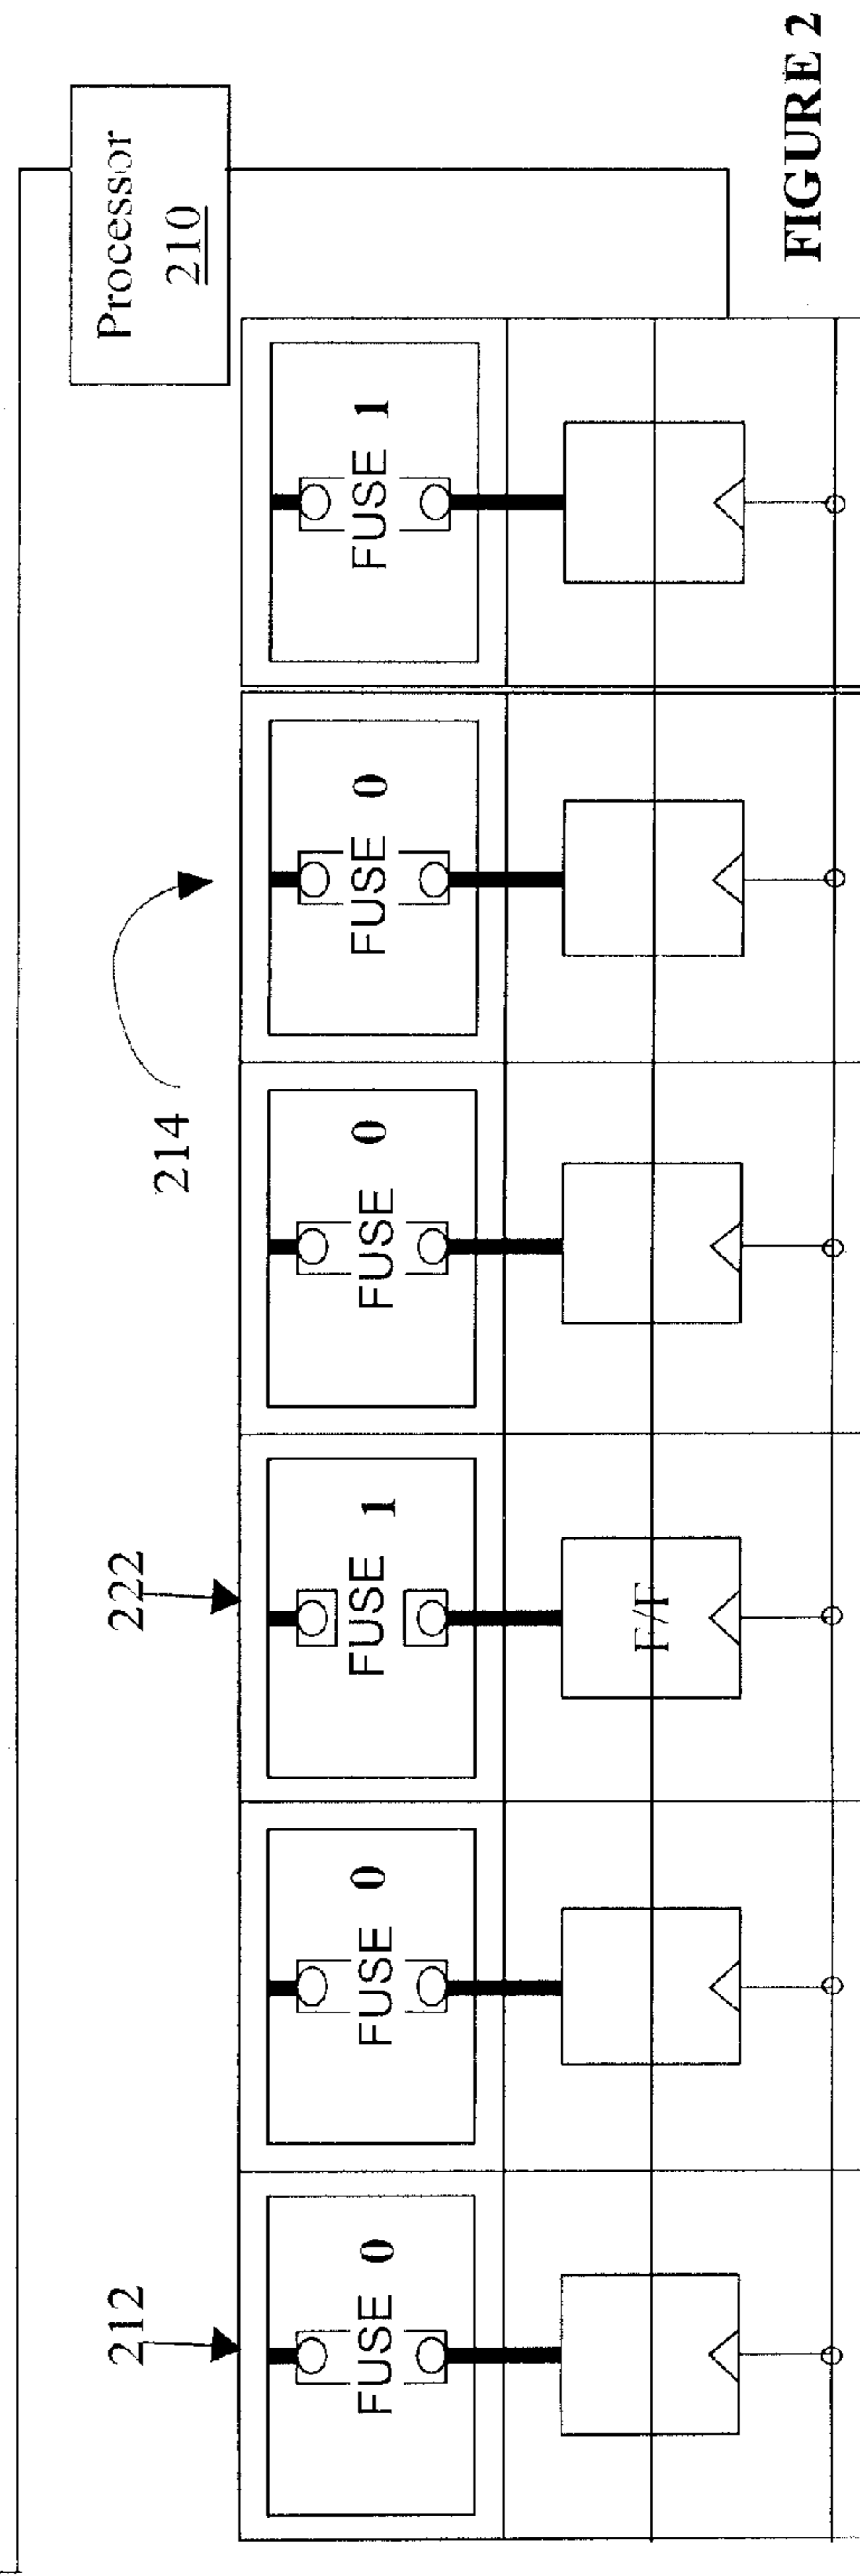 Processor
210
212
222
214
FUSE 0
FUSE 0
FUSE 1
FUSE 0
FUSE 0
FUSE 1
F/F
FIGURE 2